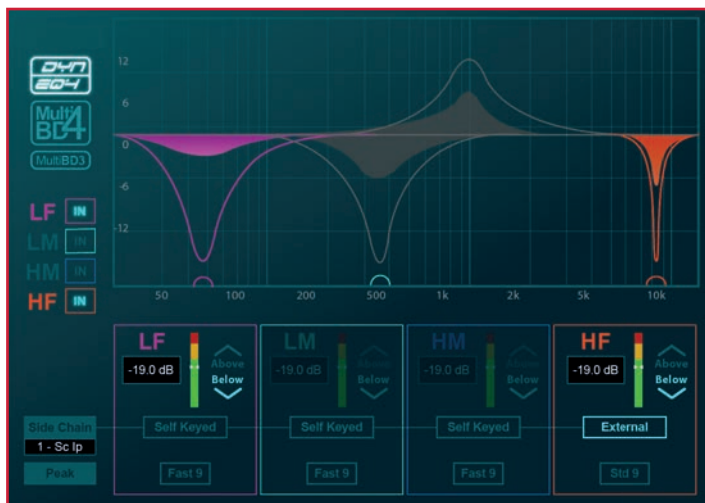 DYN
EQ4
Multi
BD4
MultiBD3
LF IN
LM IN
HM IN
HF IN
12
6
0
-6
-12
50 100 200 500 1k 2k 5k 10k
LF LM HM HF
-19.0 dB Above Below
-19.0 dB Above Below
-19.0 dB Above Below
-19.0 dB Above Below
Side Chain
1 - Sc Ip
Peak
Self Keyed Self Keyed Self Keyed External
Fast 9 Fast 9 Fast 9 Std 9